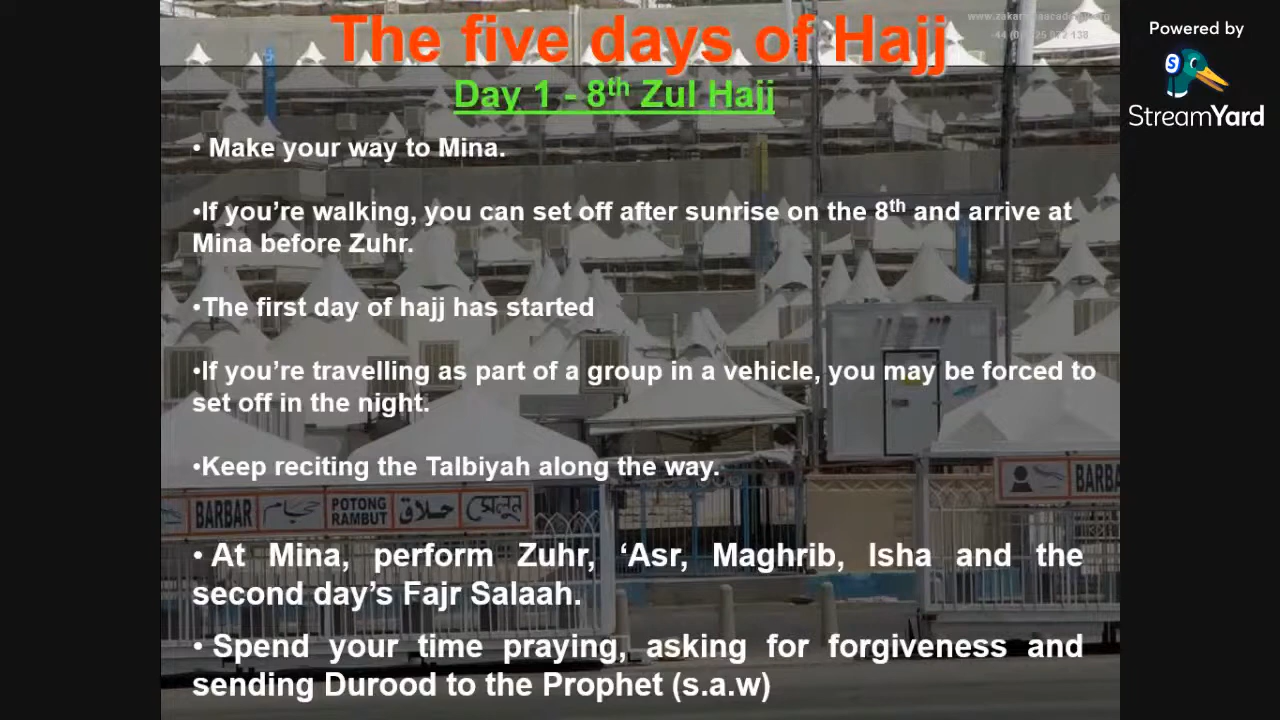 The five days of Hajj
Day 1 - 8th Zul Hajj
• Make your way to Mina.
•If you’re walking, you can set off after sunrise on the 8th and arrive at
Mina before Zuhr.
•The first day of hajj has started
•If you’re travelling as part of a group in a vehicle, you may be forced to
set off in the night.
•Keep reciting the Talbiyah along the way.
BARBAR
حجام
POTONG
RAMBUT
حلاق
সেলুন
BARBA
• At Mina, perform Zuhr, ‘Asr, Maghrib, Isha and the
second day’s Fajr Salaah.
• Spend your time praying, asking for forgiveness and
sending Durood to the Prophet (s.a.w)
Powered by
StreamYard